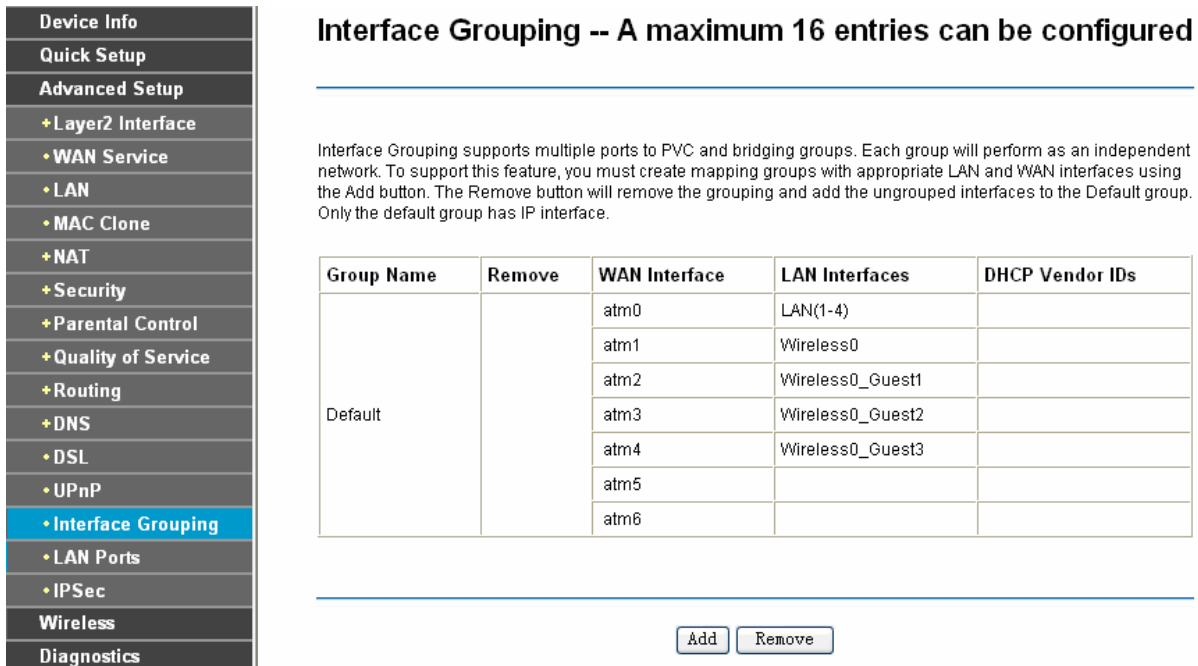 Device Info
Quick Setup
Advanced Setup
+Layer2 Interface
•WAN Service
•LAN
•MAC Clone
+NAT
+Security
+Parental Control
+Quality of Service
+Routing
+DNS
•DSL
•UPnP
•Interface Grouping
•LAN Ports
•IPSec
Wireless
Diagnostics
Interface Grouping -- A maximum 16 entries can be configured
Interface Grouping supports multiple ports to PVC and bridging groups. Each group will perform as an independent
network. To support this feature, you must create mapping groups with appropriate LAN and WAN interfaces using
the Add button. The Remove button will remove the grouping and add the ungrouped interfaces to the Default group.
Only the default group has IP interface.
Group Name Remove WAN Interface LAN Interfaces DHCP Vendor IDs
atm0 LAN(1-4)
atm1 Wireless0
atm2 Wireless0_Guest1
Default atm3 Wireless0_Guest2
atm4 Wireless0_Guest3
atm5
atm6
Add Remove